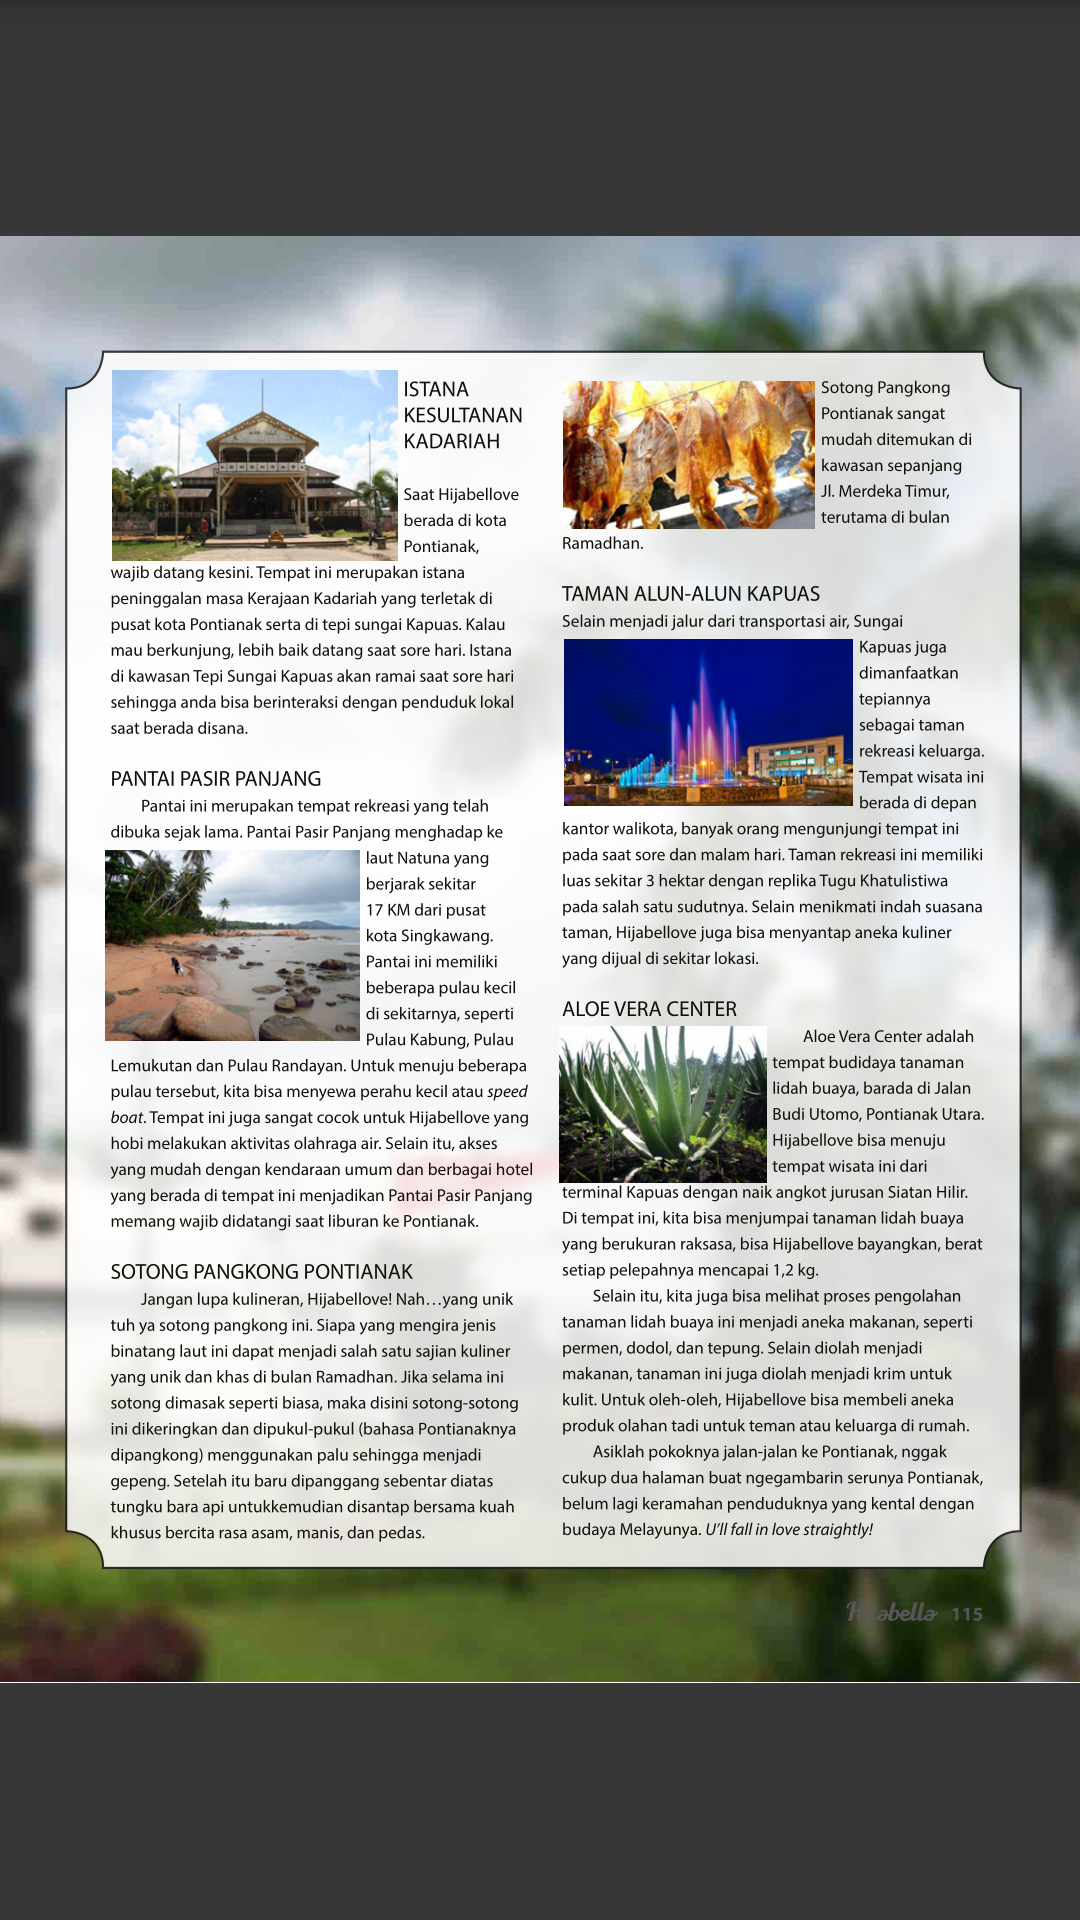 ISTANA
KESULTANAN
KADARIAH
Saat Hijabellove
berada di kota
Pontianak,
wajib datang kesini. Tempat ini merupakan istana
peninggalan masa Kerajaan Kadariah yang terletak di
pusat kota Pontianak serta di tepi sungai Kapuas. Kalau
mau berkunjung, lebih baik datang saat sore hari. Istana
di kawasan Tepi Sungai Kapuas akan ramai saat sore hari
sehingga anda bisa berinteraksi dengan penduduk lokal
saat berada disana.
PANTAI PASIR PANJANG
Pantai ini merupakan tempat rekreasi yang telah
dibuka sejak lama. Pantai Pasir Panjang menghadap ke
laut Natuna yang
berjarak sekitar
17 KM dari pusat
kota Singkawang.
Pantai ini memiliki
beberapa pulau kecil
di sekitarnya, seperti
Pulau Kabung, Pulau
Lemukutan dan Pulau Randayan. Untuk menuju beberapa
pulau tersebut, kita bisa menyewa perahu kecil atau speed
boat. Tempat ini juga sangat cocok untuk Hijabellove yang
hobi melakukan aktivitas olahraga air. Selain itu, akses
yang mudah dengan kendaraan umum dan berbagai hotel
yang berada di tempat ini menjadikan Pantai Pasir Panjang
memang wajib didatangi saat liburan ke Pontianak.
SOTONG PANGKONG PONTIANAK
Jangan lupa kulineran, Hijabellove! Nah…yang unik
tuh ya sotong pangkong ini. Siapa yang mengira jenis
binatang laut ini dapat menjadi salah satu sajian kuliner
yang unik dan khas di bulan Ramadhan. Jika selama ini
sotong dimasak seperti biasa, maka disini sotong-sotong
ini dikeringkan dan dipukul-pukul (bahasa Pontianaknya
dipangkong) menggunakan palu sehingga menjadi
gepeng. Setelah itu baru dipanggang sebentar diatas
tungku bara api untukkemudian disantap bersama kuah
khusus bercita rasa asam, manis, dan pedas.
Sotong Pangkong
Pontianak sangat
mudah ditemukan di
kawasan sepanjang
Jl. Merdeka Timur,
terutama di bulan
Ramadhan.
TAMAN ALUN-ALUN KAPUAS
Selain menjadi jalur dari transportasi air, Sungai
Kapuas juga
dimanfaatkan
tepiannya
sebagai taman
rekreasi keluarga.
Tempat wisata ini
berada di depan
kantor walikota, banyak orang mengunjungi tempat ini
pada saat sore dan malam hari. Taman rekreasi ini memiliki
luas sekitar 3 hektar dengan replika Tugu Khatulistiwa
pada salah satu sudutnya. Selain menikmati indah suasana
taman, Hijabellove juga bisa menyantap aneka kuliner
yang dijual di sekitar lokasi.
ALOE VERA CENTER
Aloe Vera Center adalah
tempat budidaya tanaman
lidah buaya, barada di Jalan
Budi Utomo, Pontianak Utara.
Hijabellove bisa menuju
tempat wisata ini dari
terminal Kapuas dengan naik angkot jurusan Siatan Hilir.
Di tempat ini, kita bisa menjumpai tanaman lidah buaya
yang berukuran raksasa, bisa Hijabellove bayangkan, berat
setiap pelepahnya mencapai 1,2 kg.
Selain itu, kita juga bisa melihat proses pengolahan
tanaman lidah buaya ini menjadi aneka makanan, seperti
permen, dodol, dan tepung. Selain diolah menjadi
makanan, tanaman ini juga diolah menjadi krim untuk
kulit. Untuk oleh-oleh, Hijabellove bisa membeli aneka
produk olahan tadi untuk teman atau keluarga di rumah.
Asiklah pokoknya jalan-jalan ke Pontianak, nggak
cukup dua halaman buat ngegambarin serunya Pontianak,
belum lagi keramahan penduduknya yang kental dengan
budaya Melayunya. U'll fall in love straightly!
Hijabella 115